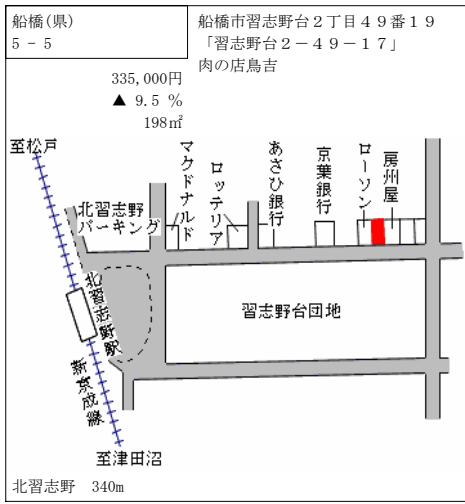 船橋(県)
5 - 5
船橋市習志野台２丁目４９番１９
「習志野台２－４９－１７」
肉の店鳥吉
335,000円
▲ 9.5 %
198㎡
至松戸
北習志野
パーキング
マクドナルド
ロッテリア
あさひ銀行
京葉銀行
ローソン
房州屋
北習志野駅
新京成線
習志野台団地
至津田沼
北習志野 340m